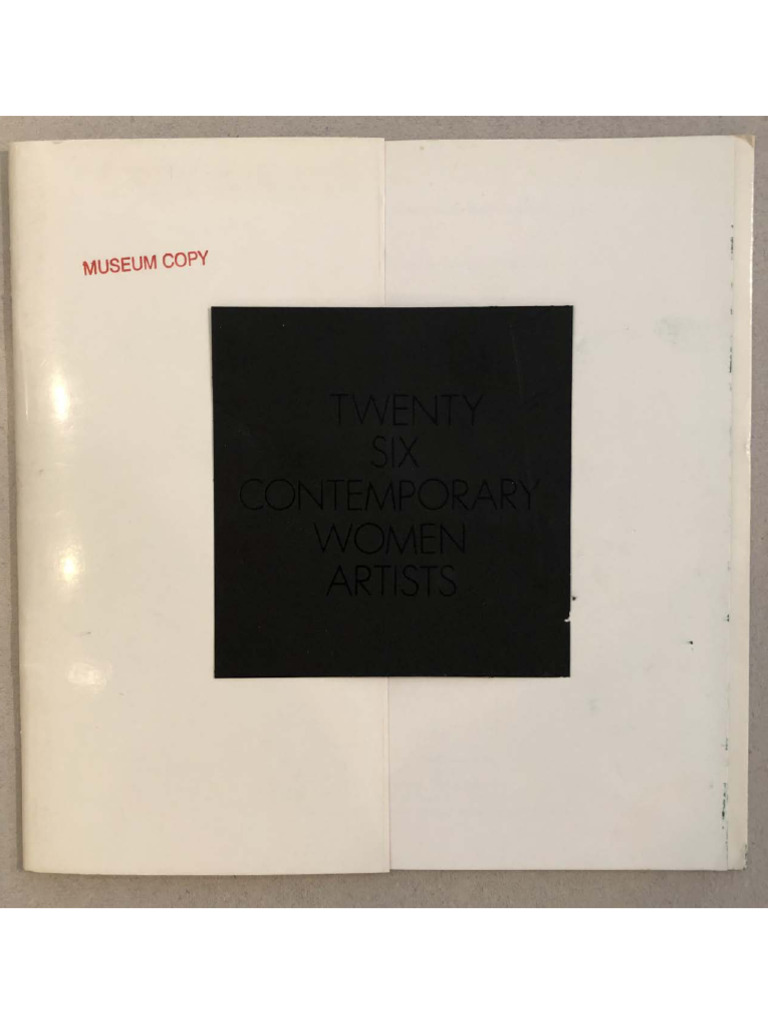 MUSEUM COPY
TWENTY
SIX
CONTEMPORARY
WOMEN
ARTISTS